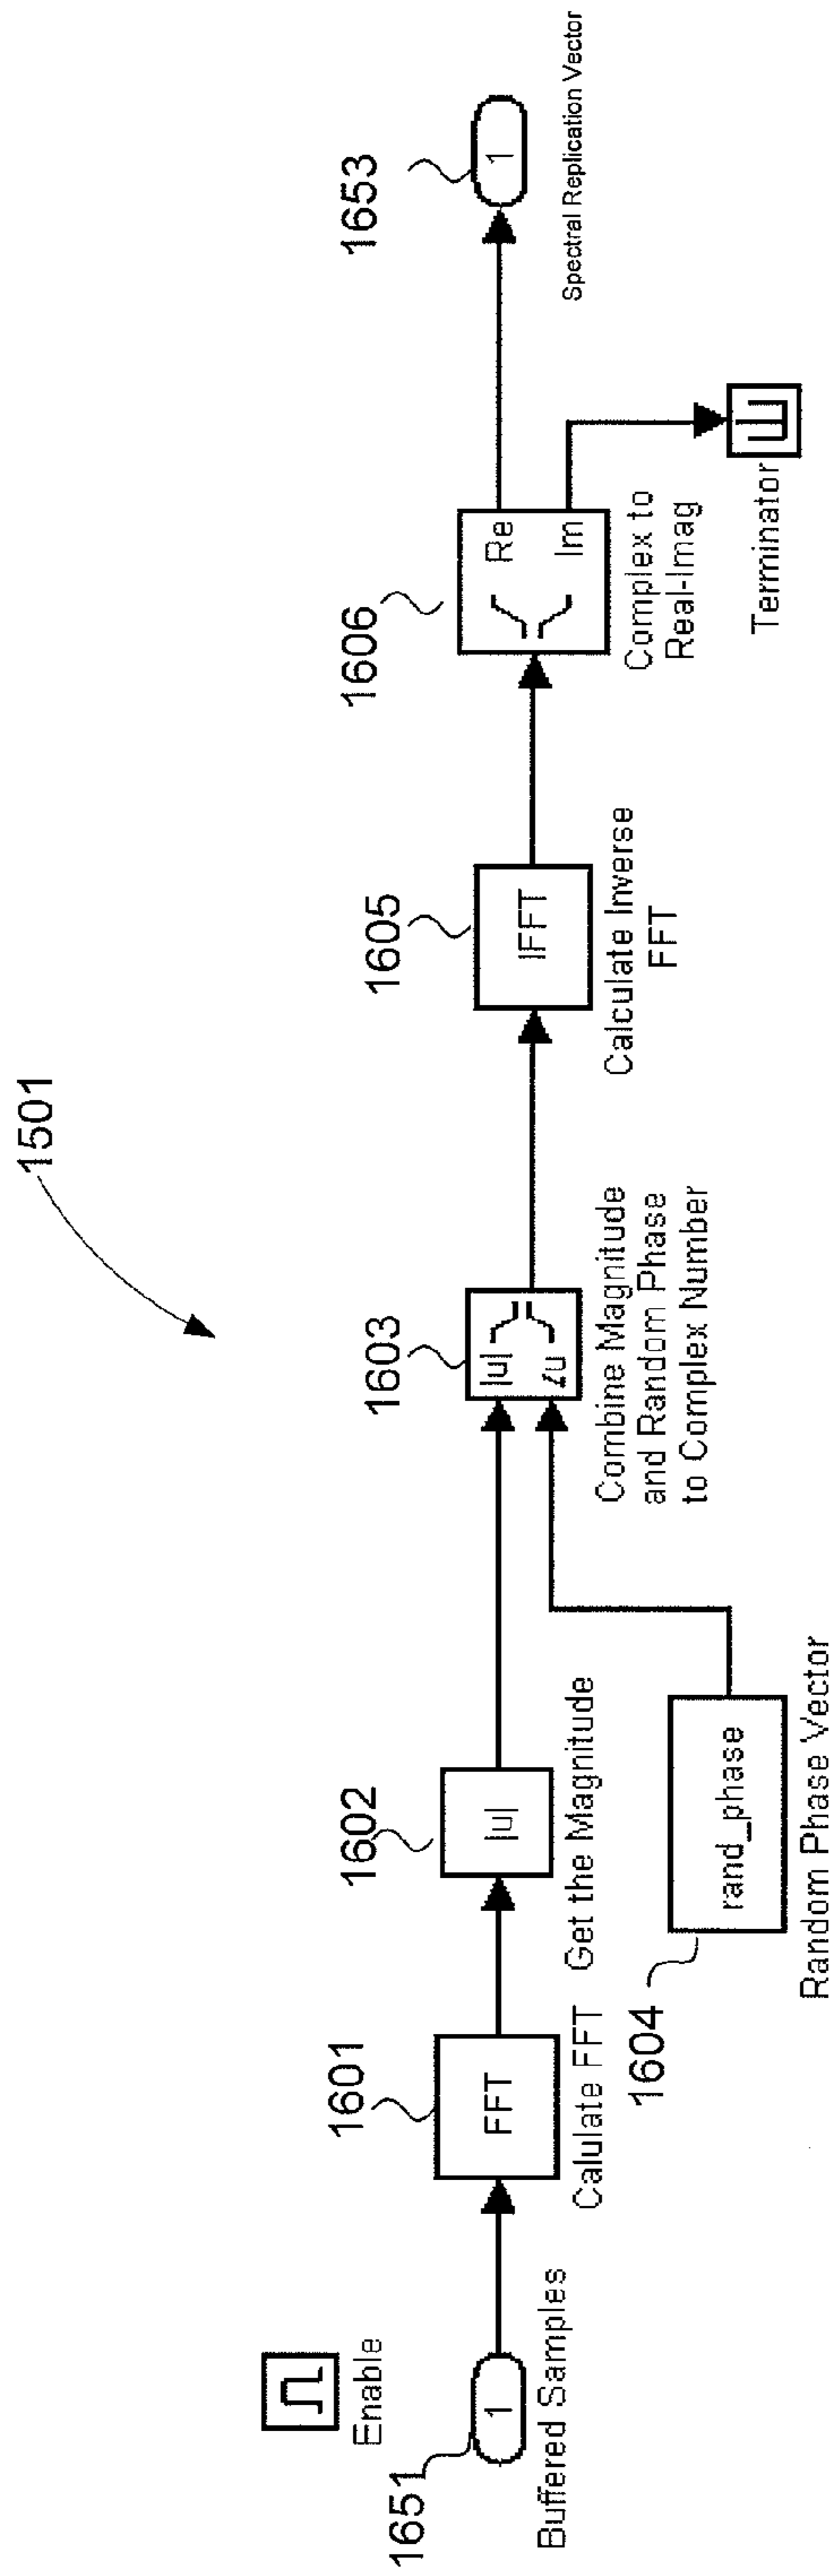 1501
Enable
1651
1
Buffered Samples
1601
FFT
Calulate FFT
1602
|u|
Get the Magnitude
1604
rand_phase
Random Phase Vector
1603
|u|
∠u
Combine Magnitude
and Random Phase
to Complex Number
1605
IFFT
Calculate Inverse
FFT
1606
Re
Im
Complex to
Real-Imag
Terminator
1653
1
Spectral Replication Vector